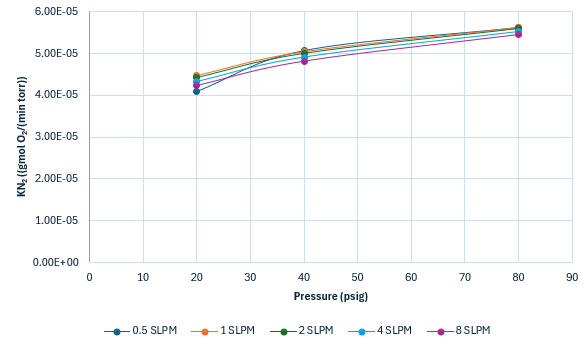 6.00E-05
5.00E-05
4.00E-05
3.00E-05
2.00E-05
1.00E-05
0.00E+00
KN₂ ((gmol O₂/(min torr))
0 10 20 30 40 50 60 70 80 90
Pressure (psig)
0.5 SLPM 1 SLPM 2 SLPM 4 SLPM 8 SLPM